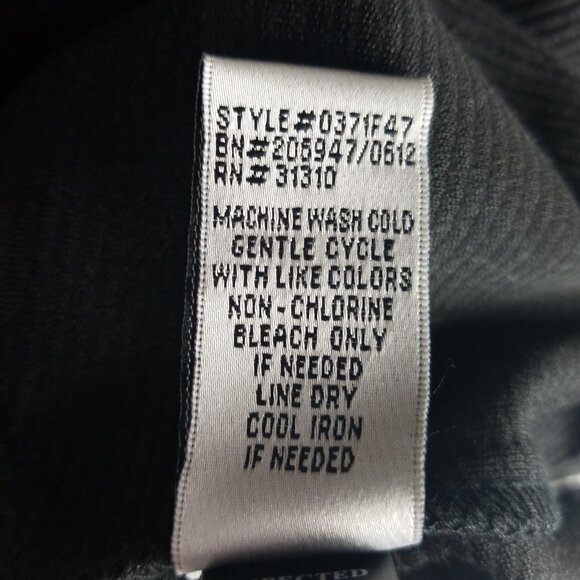 STYLE#0371F47
BN#206947/0612
RN# 31310
MACHINE WASH COLD
GENTLE CYCLE
WITH LIKE COLORS
NON-CHLORINE
BLEACH ONLY
IF NEEDED
LINE DRY
COOL IRON
IF NEEDED